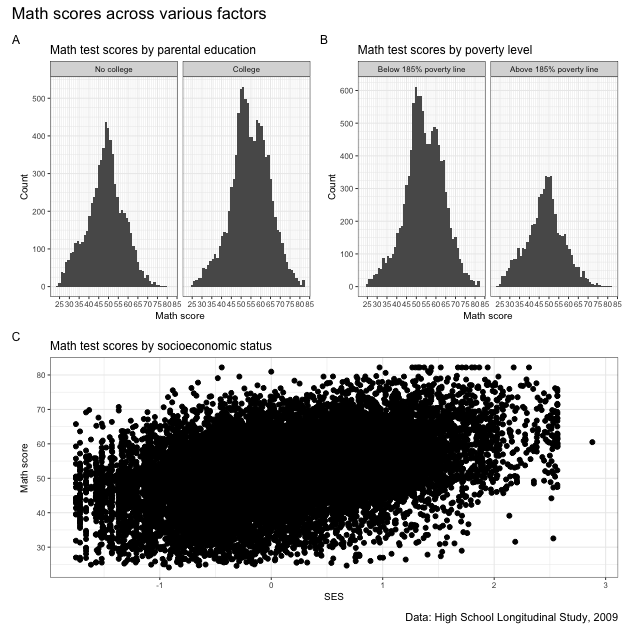 Math scores across various factors
A
Math test scores by parental education
No college
College
Count
500
400
300
200
100
0
25 30 35 40 45 50 55 60 65 70 75 80 85
25 30 35 40 45 50 55 60 65 70 75 80 85
Math score
B
Math test scores by poverty level
Below 185% poverty line
Above 185% poverty line
Count
600
500
400
300
200
100
0
25 30 35 40 45 50 55 60 65 70 75 80 85
25 30 35 40 45 50 55 60 65 70 75 80 85
Math score
C
Math test scores by socioeconomic status
Math score
80
70
60
50
40
30
-1 0 1 2 3
SES
Data: High School Longitudinal Study, 2009